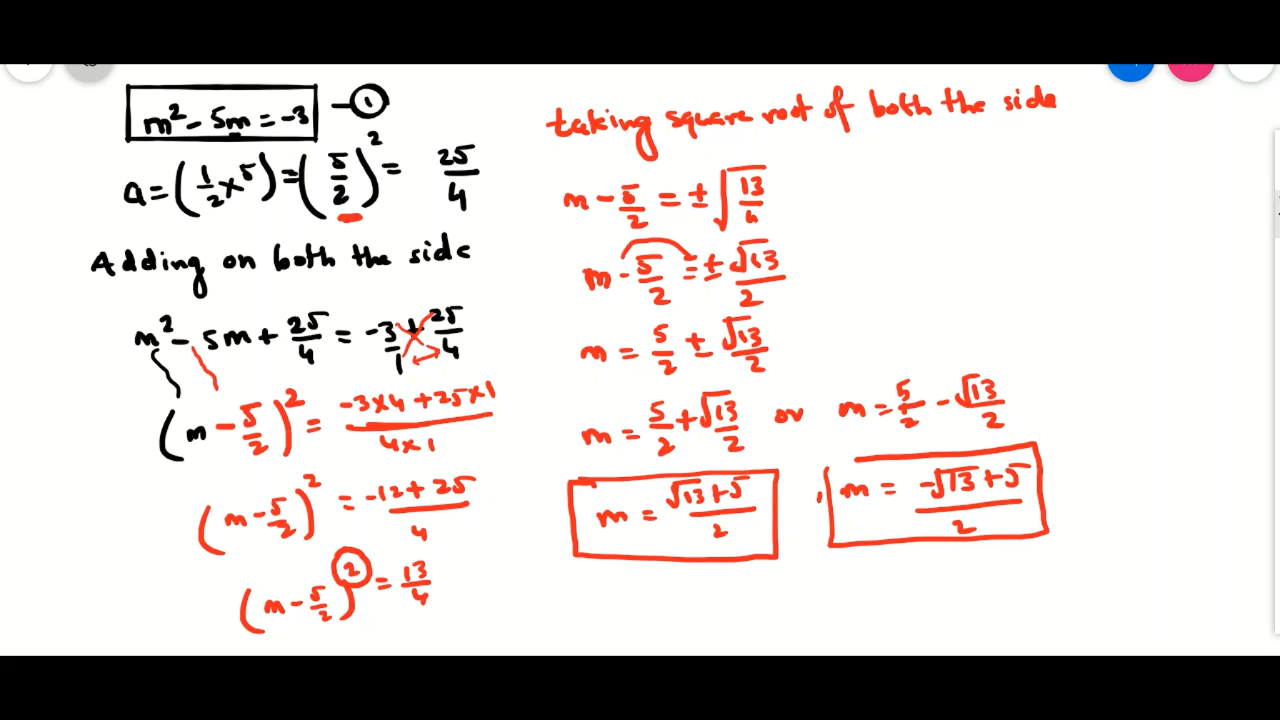 m² - 5m = -3 —①
a = (1/2 × 5) = (5/2)² = 25/4
Adding on both the side
m² - 5m + 25/4 = -3/1 + 25/4
(m - 5/2)² = (-3×4 + 25×1)/(4×1)
(m - 5/2)² = (-12 + 25)/4
(m - 5/2)² = 13/4
taking square root of both the side
m - 5/2 = ± √(13/4)
m - 5/2 = ± √13/2
m = 5/2 ± √13/2
m = 5/2 + √13/2 or m = 5/2 - √13/2
m = (√13 + 5)/2 , m = (-√13 + 5)/2